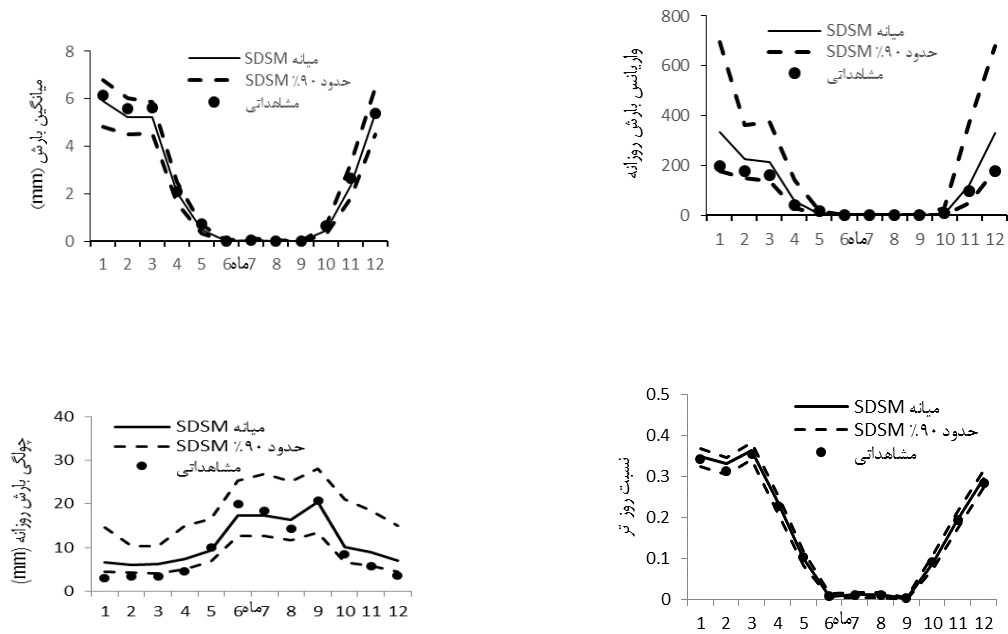 میانگین بارش (mm)
8
6
4
2
0
میانه SDSM
حدود ۹۰٪ SDSM
مشاهداتی
1 2 3 4 5 6 7 8 9 10 11 12
ماه
واریانس بارش روزانه
800
600
400
200
0
میانه SDSM
حدود ۹۰٪ SDSM
مشاهداتی
1 2 3 4 5 6 7 8 9 10 11 12
ماه
چولگی بارش روزانه (mm)
40
30
20
10
0
میانه SDSM
حدود ۹۰٪ SDSM
مشاهداتی
1 2 3 4 5 6 7 8 9 10 11 12
ماه
نسبت روز تر
0.5
0.4
0.3
0.2
0.1
0
میانه SDSM
حدود ۹۰٪ SDSM
مشاهداتی
1 2 3 4 5 6 7 8 9 10 11 12
ماه